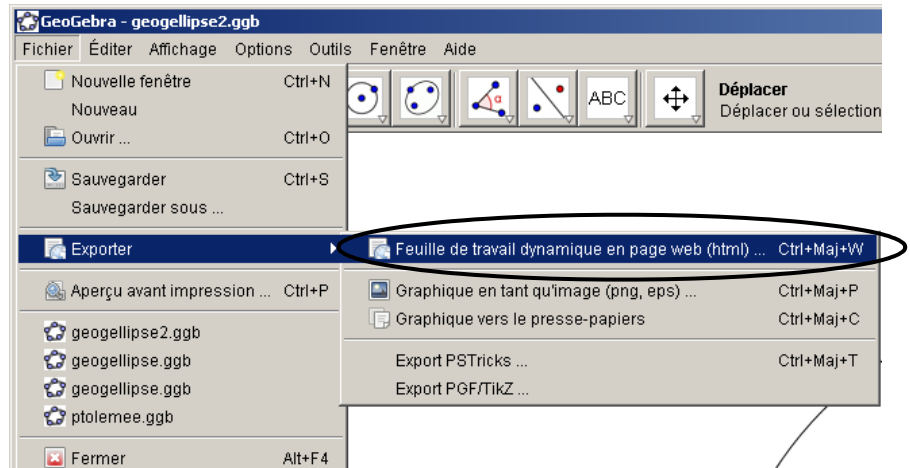 GeoGebra - geogellipse2.ggb
Fichier Éditer Affichage Options Outils Fenêtre Aide
Nouvelle fenêtre Ctrl+N
Nouveau
Ouvrir ... Ctrl+O
Sauvegarder Ctrl+S
Sauvegarder sous ...
Exporter
Aperçu avant impression ... Ctrl+P
geogellipse2.ggb
geogellipse.ggb
geogellipse.ggb
ptolemee.ggb
Fermer Alt+F4
α
ABC
Déplacer
Déplacer ou sélection
Feuille de travail dynamique en page web (html) ... Ctrl+Maj+W
Graphique en tant qu'image (png, eps) ... Ctrl+Maj+P
Graphique vers le presse-papiers Ctrl+Maj+C
Export PSTricks ... Ctrl+Maj+T
Export PGF/TikZ ...